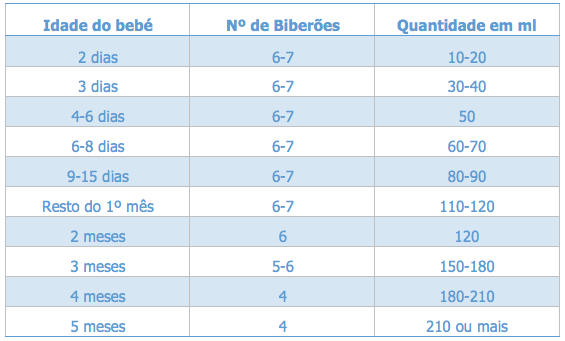 Idade do bebé Nº de Biberões Quantidade em ml
2 dias 6-7 10-20
3 dias 6-7 30-40
4-6 dias 6-7 50
6-8 dias 6-7 60-70
9-15 dias 6-7 80-90
Resto do 1º mês 6-7 110-120
2 meses 6 120
3 meses 5-6 150-180
4 meses 4 180-210
5 meses 4 210 ou mais